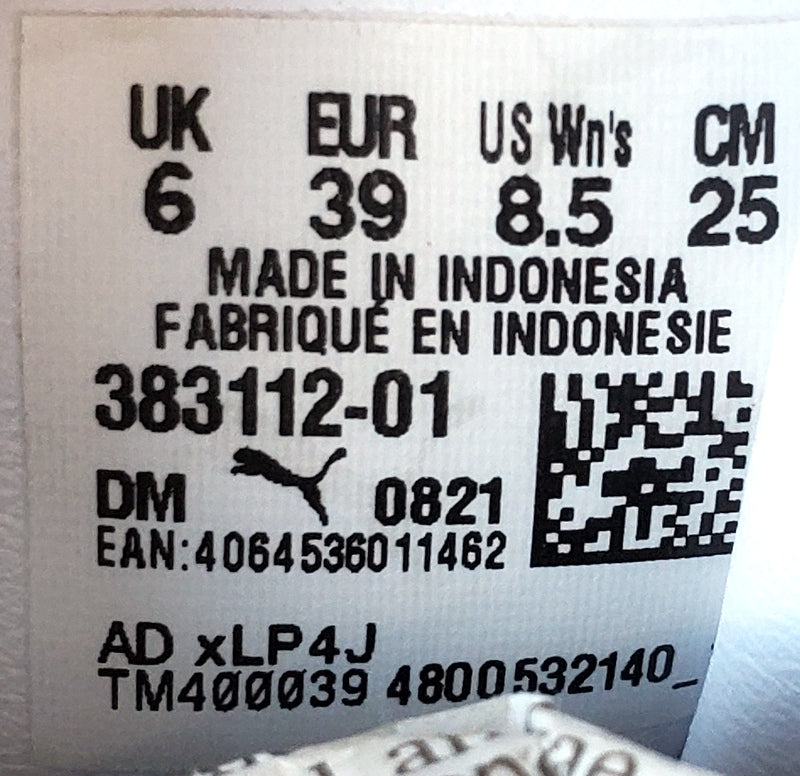 UK EUR US Wn's CM
6 39 8.5 25
MADE IN INDONESIA
FABRIQUÉ EN INDONESIE
383112-01
DM 0821
EAN:4064536011462
AD xLP4J
TM400039 4800532140_